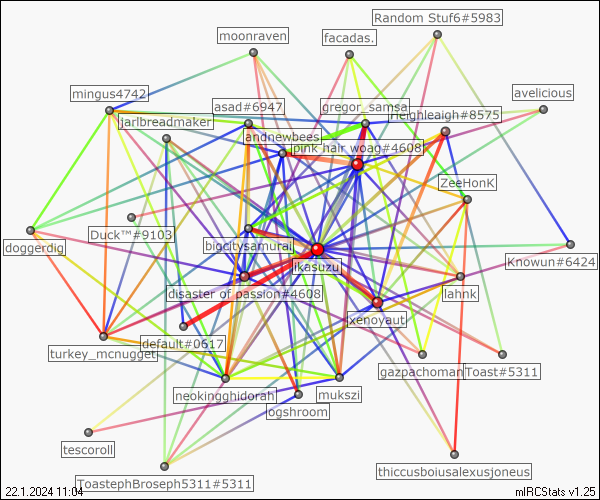 Random Stuf6#5983
moonraven
facadas.
mingus4742
avelicious
asad#6947
gregor_samsa
jarlbreadmaker
Heighleaigh#8575
andnewbees
pink hair woag#4608
ZeeHonK
Duck™#9103
doggerdig
bigcitysamurai
Knowun#6424
ikasuzu
disaster of passion#4608
lahnk
xenoyaut
default#0617
turkey_mcnugget
gazpachoman
Toast#5311
neokingghidorah
mukszi
ogshroom
tescoroll
thiccusboiusalexusjoneus
ToastephBroseph5311#5311
22.1.2024 11:04
mIRCStats v1.25